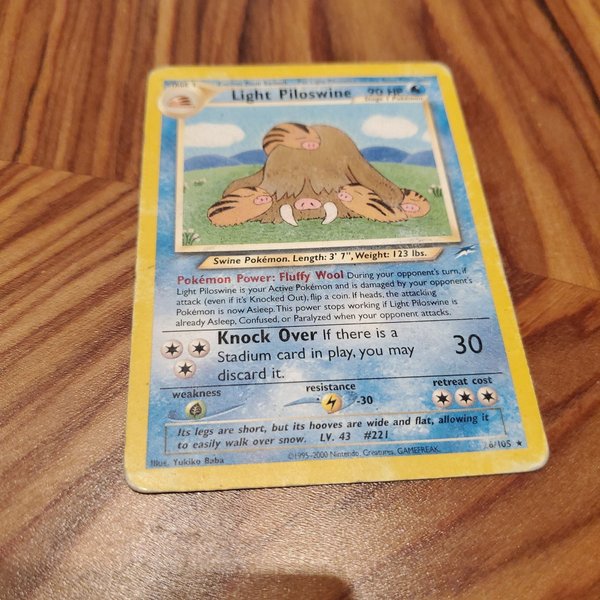 Light Piloswine 90 HP
Stage 1 Pokémon
Swine Pokémon. Length: 3' 7", Weight: 123 lbs.
Pokémon Power: Fluffy Wool During your opponent's turn, if
Light Piloswine is your Active Pokémon and is damaged by your opponent's
attack (even if it's Knocked Out), flip a coin. If heads, the attacking
Pokémon is now Asleep. This power stops working if Light Piloswine is
already Asleep, Confused, or Paralyzed when your opponent attacks.
Knock Over If there is a
Stadium card in play, you may
discard it.
30
weakness resistance retreat cost
-30
Its legs are short, but its hooves are wide and flat, allowing it
to easily walk over snow. LV. 43 #221
Illus. Yukiko Baba ©1995-2000 Nintendo, Creatures, GAMEFREAK. 26/105